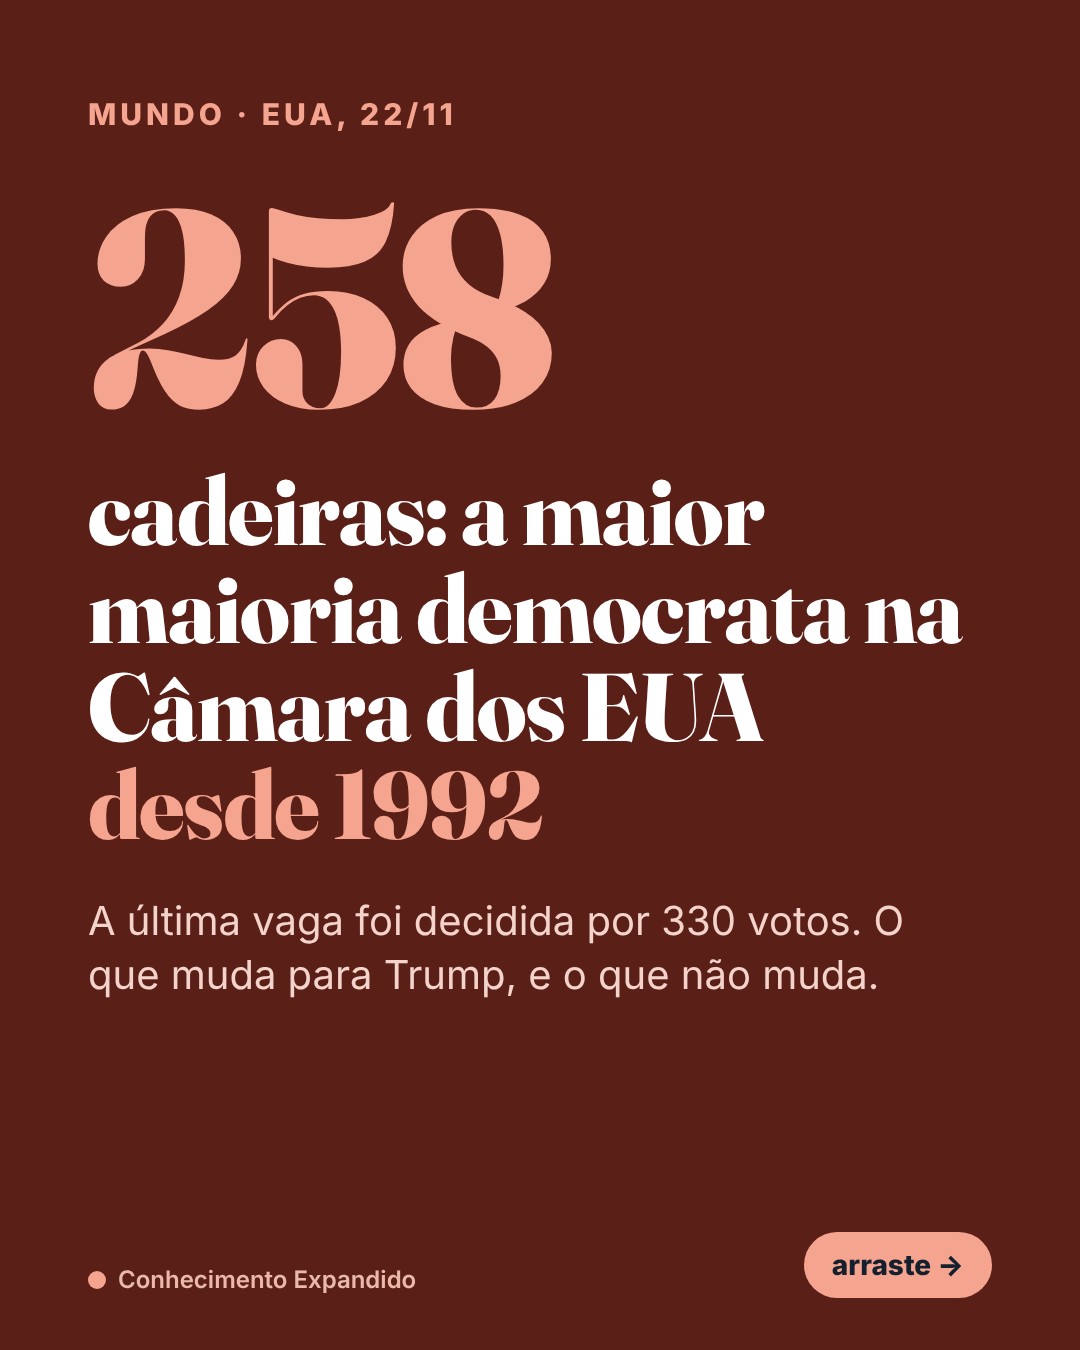 MUNDO · EUA, 22/11
258
cadeiras: a maior
maioria democrata na
Câmara dos EUA
desde 1992
A última vaga foi decidida por 330 votos. O
que muda para Trump, e o que não muda.
Conhecimento Expandido
arraste →